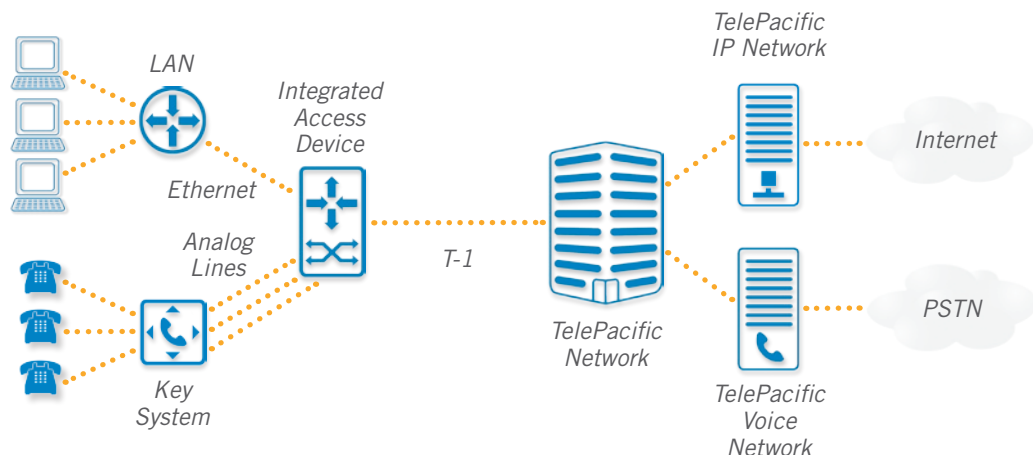 LAN
Integrated
Access
Device
Ethernet
Analog
Lines
Key
System
T-1
TelePacific
Network
TelePacific
IP Network
Internet
TelePacific
Voice
Network
PSTN